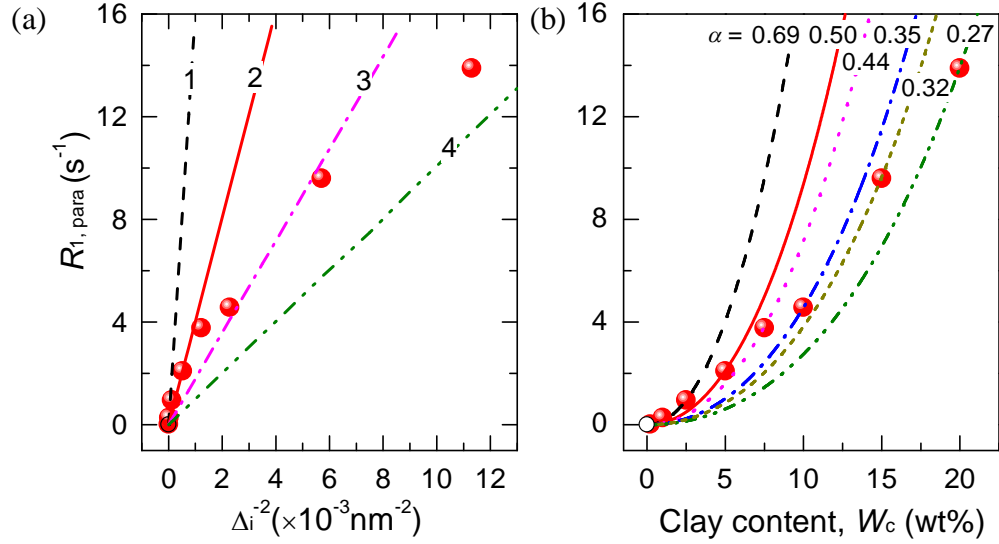 (a)
16
12
8
4
0
R1, para (s⁻¹)
1
2
3
4
0 2 4 6 8 10 12
Δi⁻² (×10⁻³nm⁻²)
(b)
16
12
8
4
0
α = 0.69 0.50 0.35 0.27
0.44
0.32
0 5 10 15 20
Clay content, Wc (wt%)